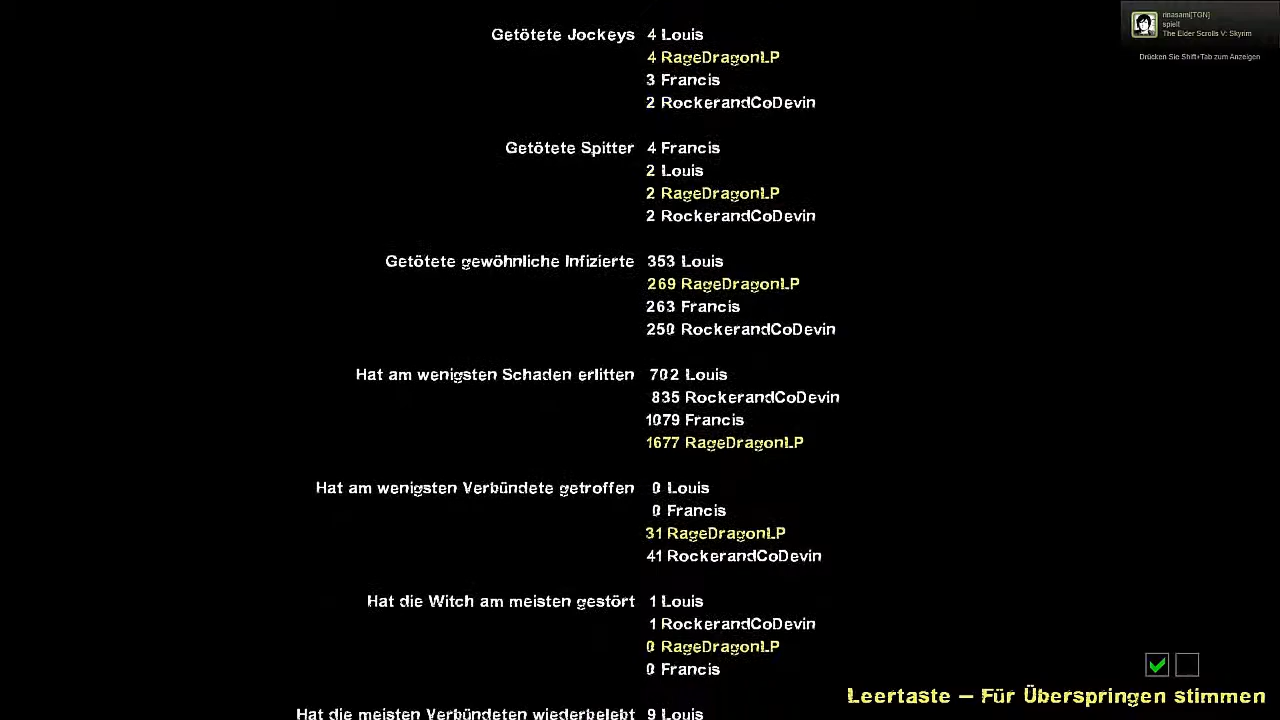 Getötete Jockeys 4 Louis
4 RageDragonLP
3 Francis
2 RockerandCoDevin
Getötete Spitter 4 Francis
2 Louis
2 RageDragonLP
2 RockerandCoDevin
Getötete gewöhnliche Infizierte 353 Louis
269 RageDragonLP
263 Francis
250 RockerandCoDevin
Hat am wenigsten Schaden erlitten 702 Louis
835 RockerandCoDevin
1079 Francis
1677 RageDragonLP
Hat am wenigsten Verbündete getroffen 0 Louis
0 Francis
31 RageDragonLP
41 RockerandCoDevin
Hat die Witch am meisten gestört 1 Louis
1 RockerandCoDevin
0 RageDragonLP
0 Francis
Hat die meisten Verbündeten wiederbelebt 9 Louis
rinasami[TGN]
spielt
The Elder Scrolls V: Skyrim
Drücken Sie Shift+Tab zum Anzeigen
Leertaste – Für Überspringen stimmen